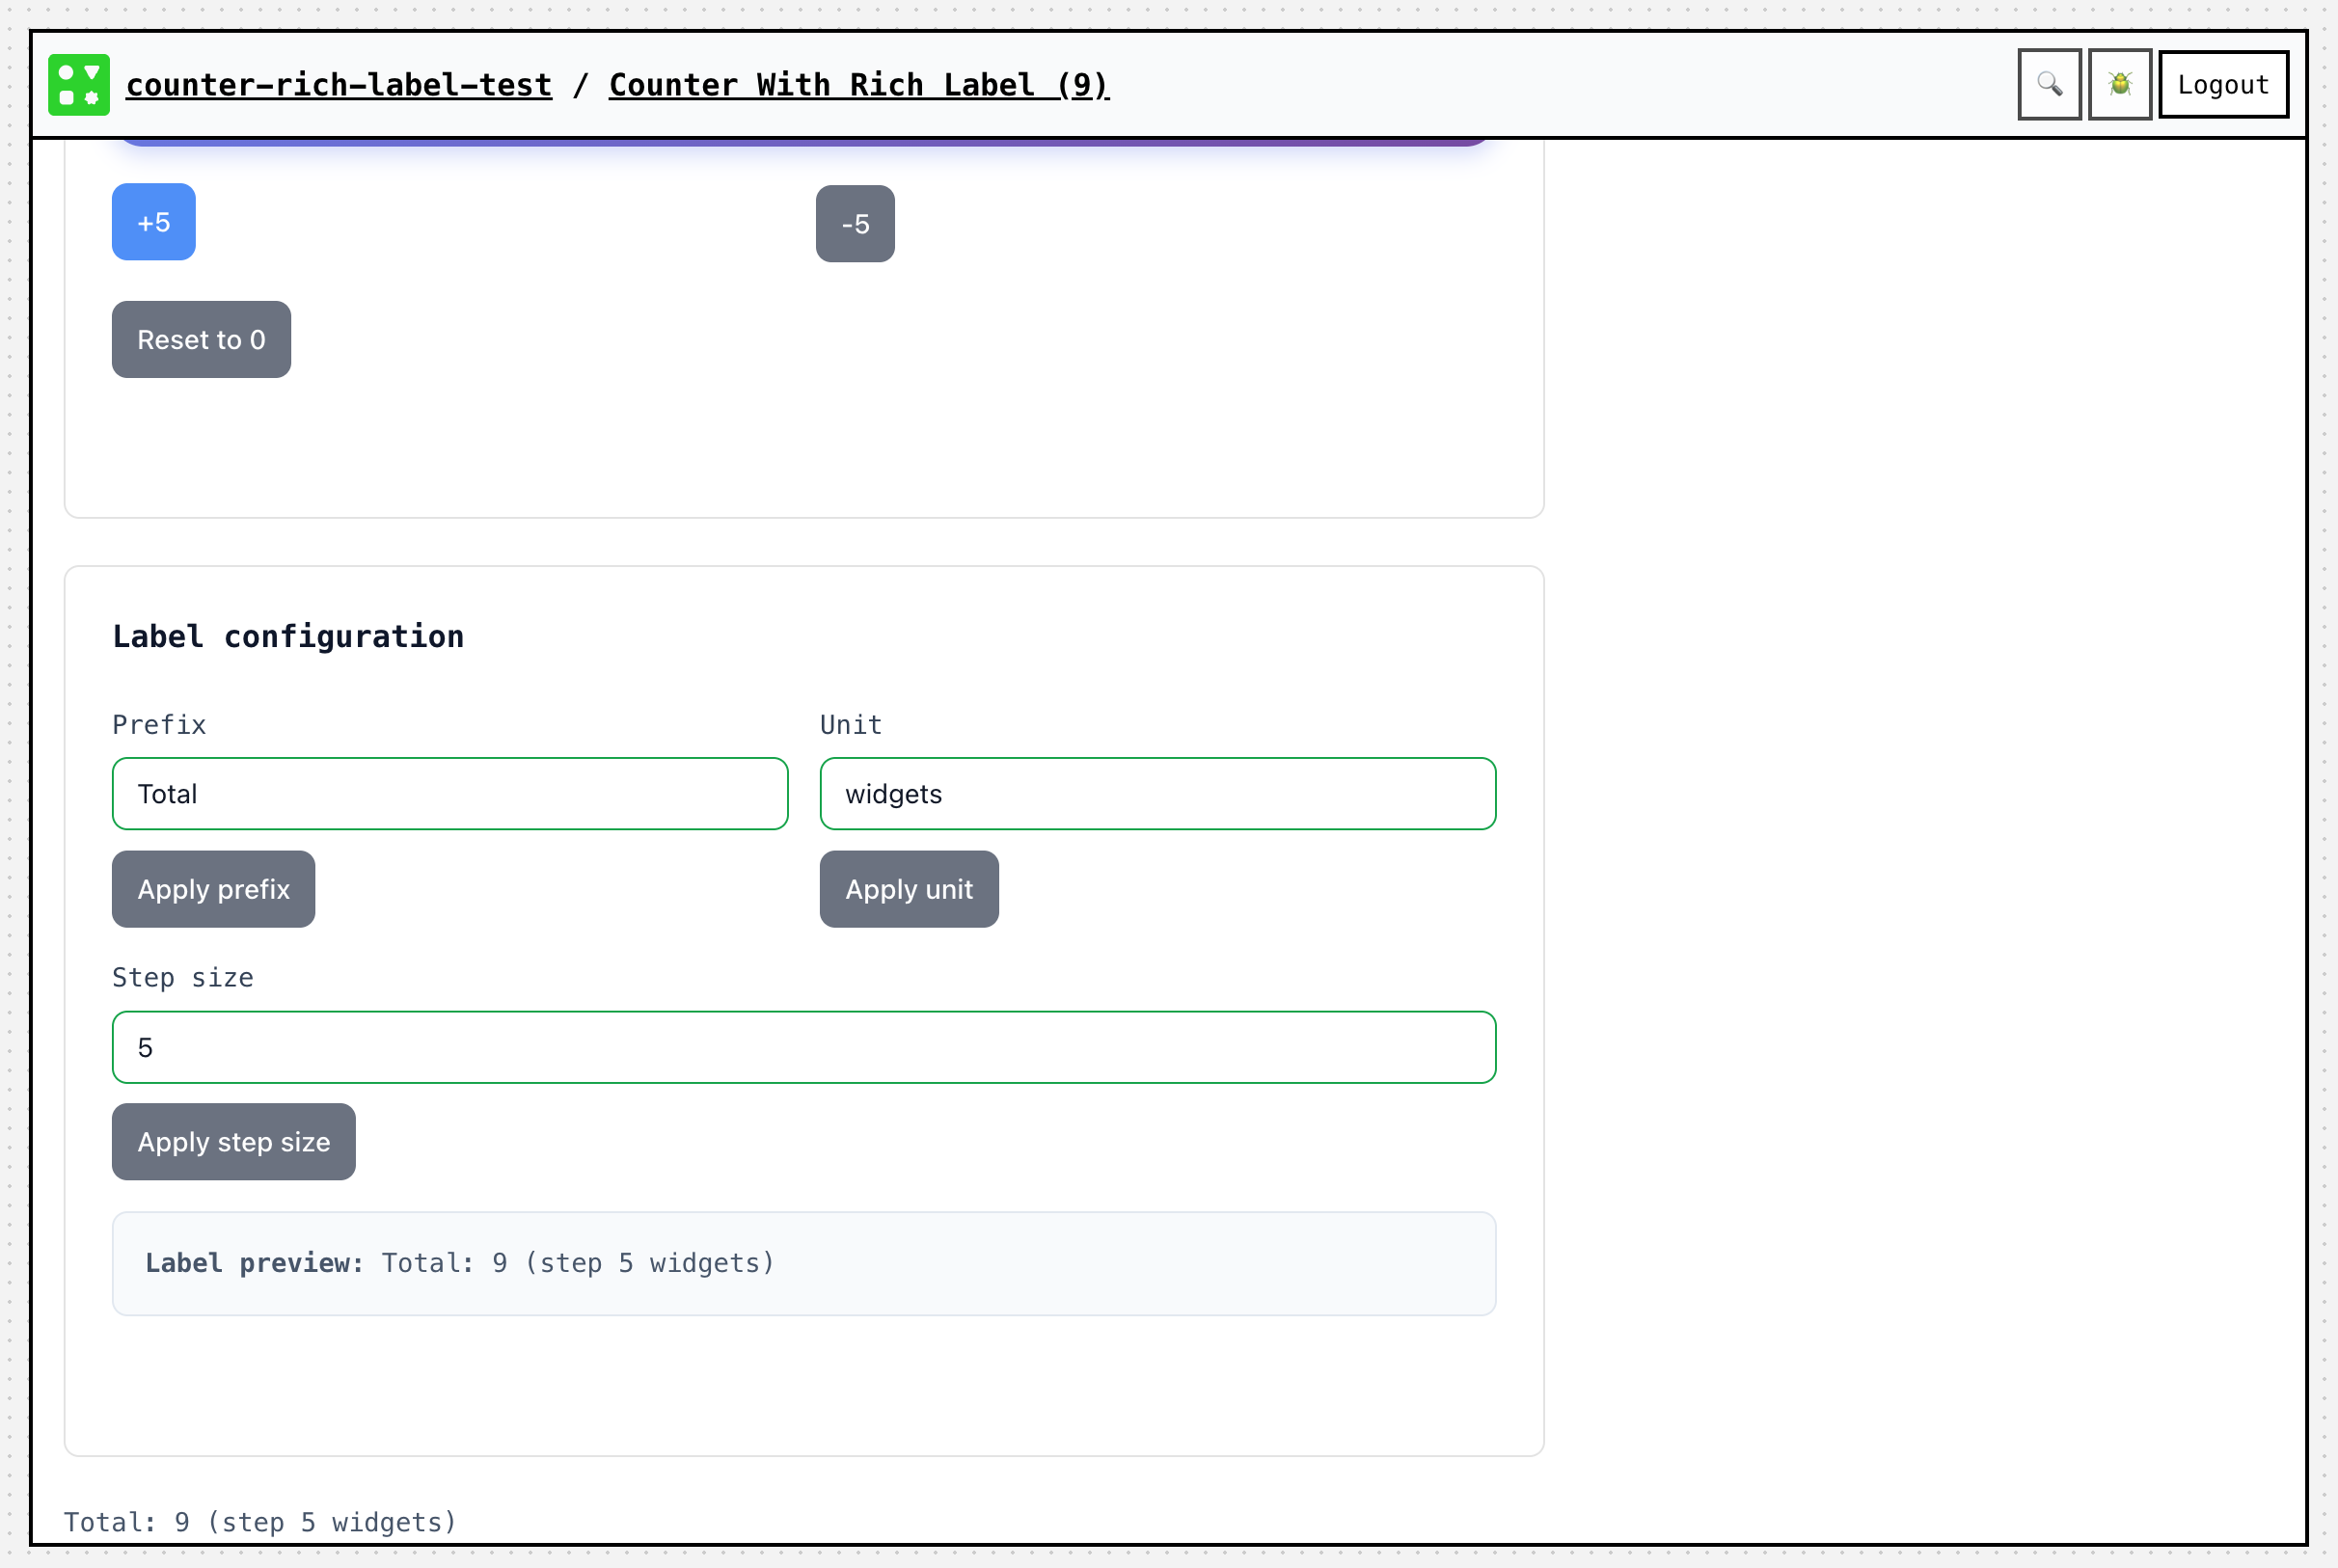 counter-rich-label-test / Counter With Rich Label (9)
Logout
+5
-5
Reset to 0
Label configuration
Prefix
Unit
Total
widgets
Apply prefix
Apply unit
Step size
5
Apply step size
Label preview: Total: 9 (step 5 widgets)
Total: 9 (step 5 widgets)